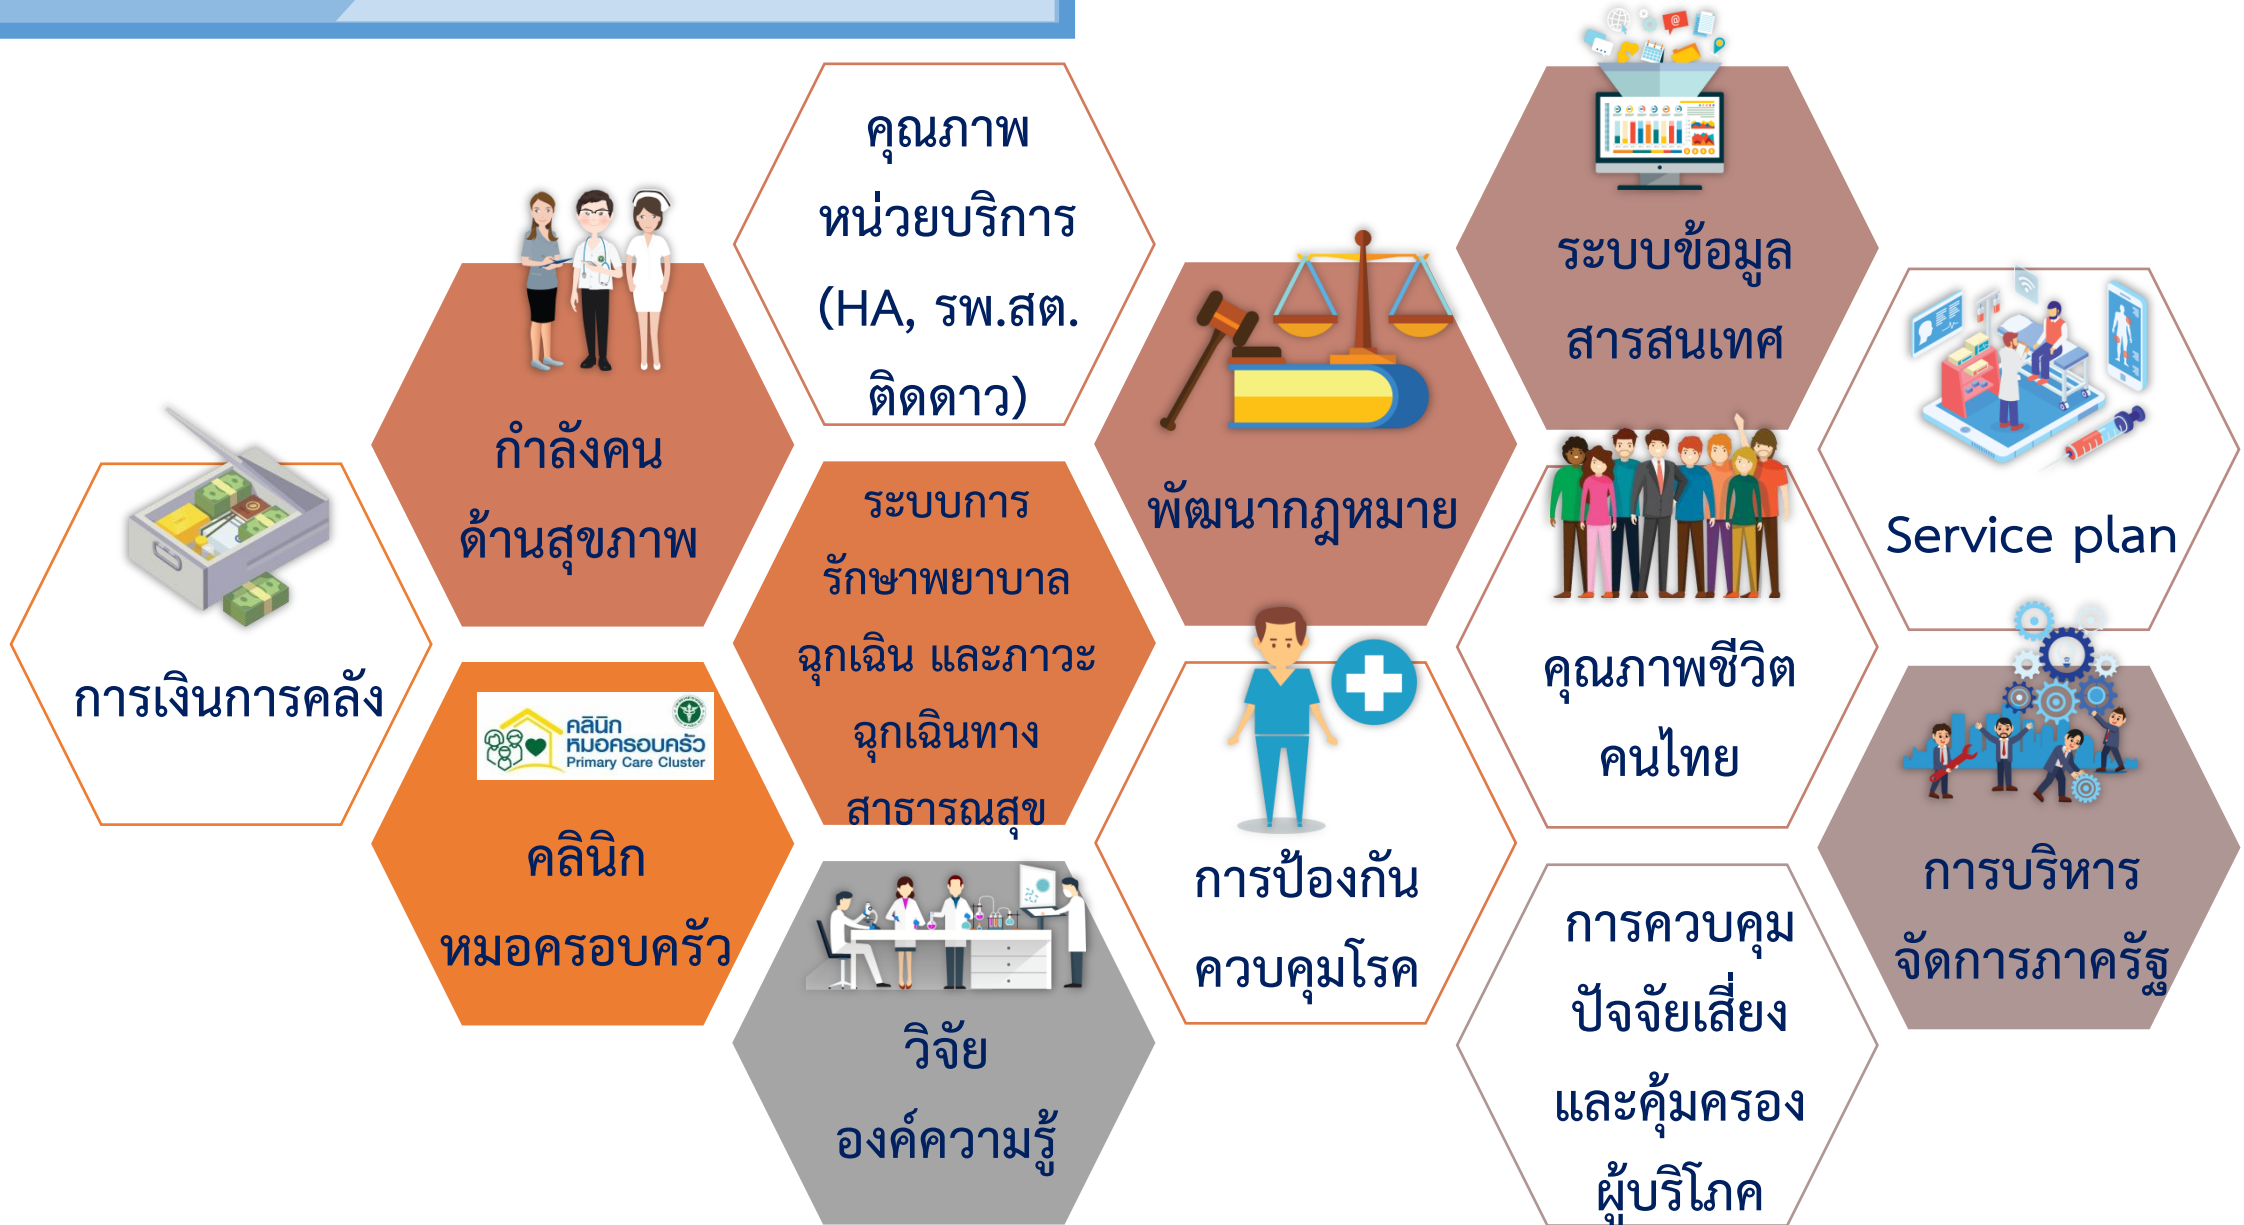 การเงินการคลัง
กำลังคน
ด้านสุขภาพ
คลินิก
หมอครอบครัว
Primary Care Cluster
คลินิก
หมอครอบครัว
คุณภาพ
หน่วยบริการ
(HA, รพ.สต.
ติดดาว)
ระบบการ
รักษาพยาบาล
ฉุกเฉิน และภาวะ
ฉุกเฉินทาง
สาธารณสุข
วิจัย
องค์ความรู้
พัฒนากฎหมาย
การป้องกัน
ควบคุมโรค
ระบบข้อมูล
สารสนเทศ
คุณภาพชีวิต
คนไทย
การควบคุม
ปัจจัยเสี่ยง
และคุ้มครอง
ผู้บริโภค
Service plan
การบริหาร
จัดการภาครัฐ